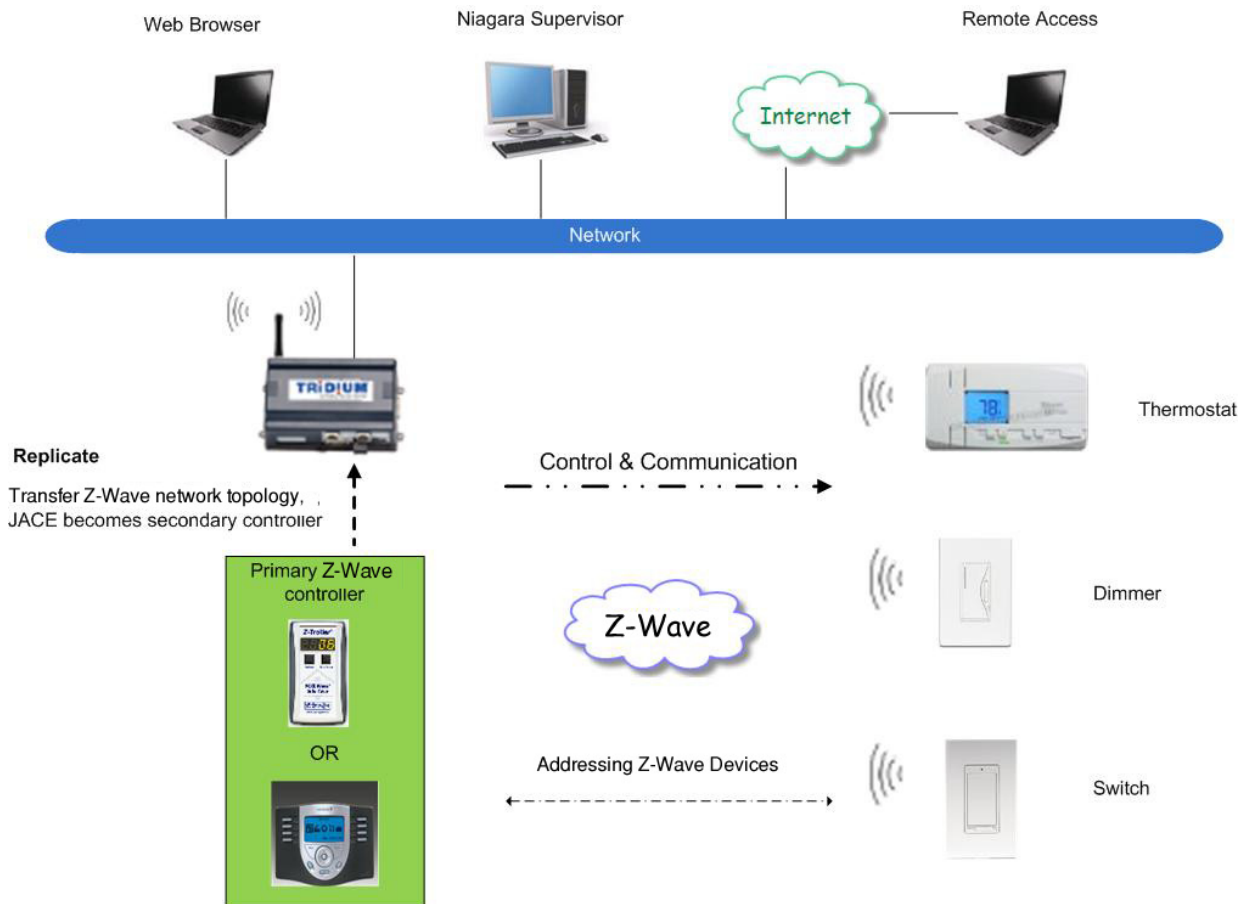 Web Browser
Niagara Supervisor
Remote Access
Internet
Network
TRIDIUM
78
Thermostat
Replicate
Control & Communication
Transfer Z-Wave network topology, ,
JACE becomes secondary controller
Primary Z-Wave
controller
Z-Wave
Dimmer
06
OR
Addressing Z-Wave Devices
Switch